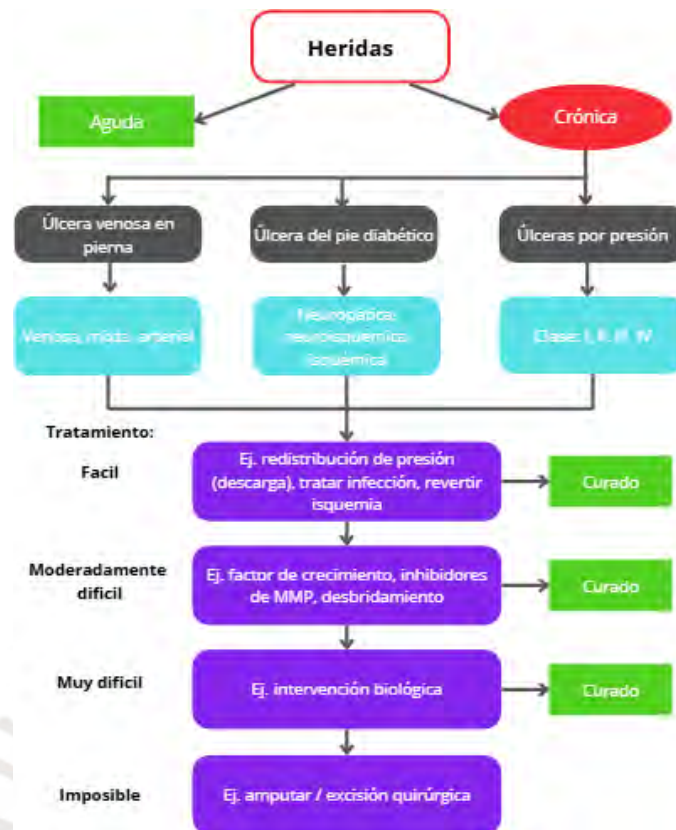 Heridas
Aguda
Crónica
Úlcera venosa en
pierna
Úlcera del pie diabético
Úlceras por presión
Venosa, mixta, arterial
Neuropática,
neuroisquémica,
isquémica
Clase: I, II, III, IV
Tratamiento:
Facil
Ej. redistribución de presión
(descarga), tratar infección, revertir
isquemia
Curado
Moderadamente
dificil
Ej. factor de crecimiento, inhibidores
de MMP, desbridamiento
Curado
Muy dificil
Ej. intervención biológica
Curado
Imposible
Ej. amputar / excisión quirúrgica